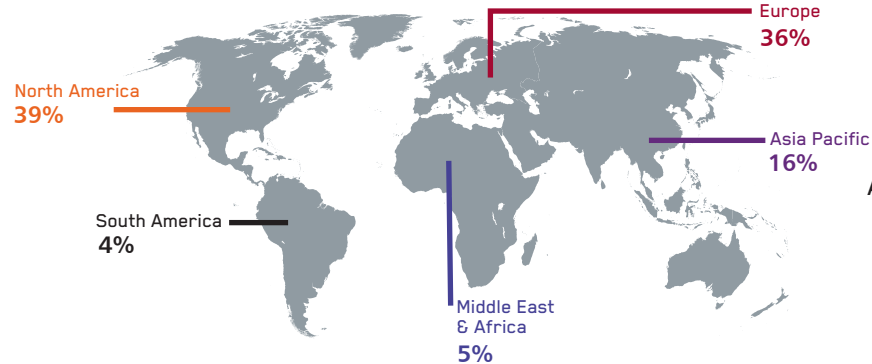 Europe
36%
North America
39%
Asia Pacific
16%
South America
4%
Middle East
& Africa
5%
A